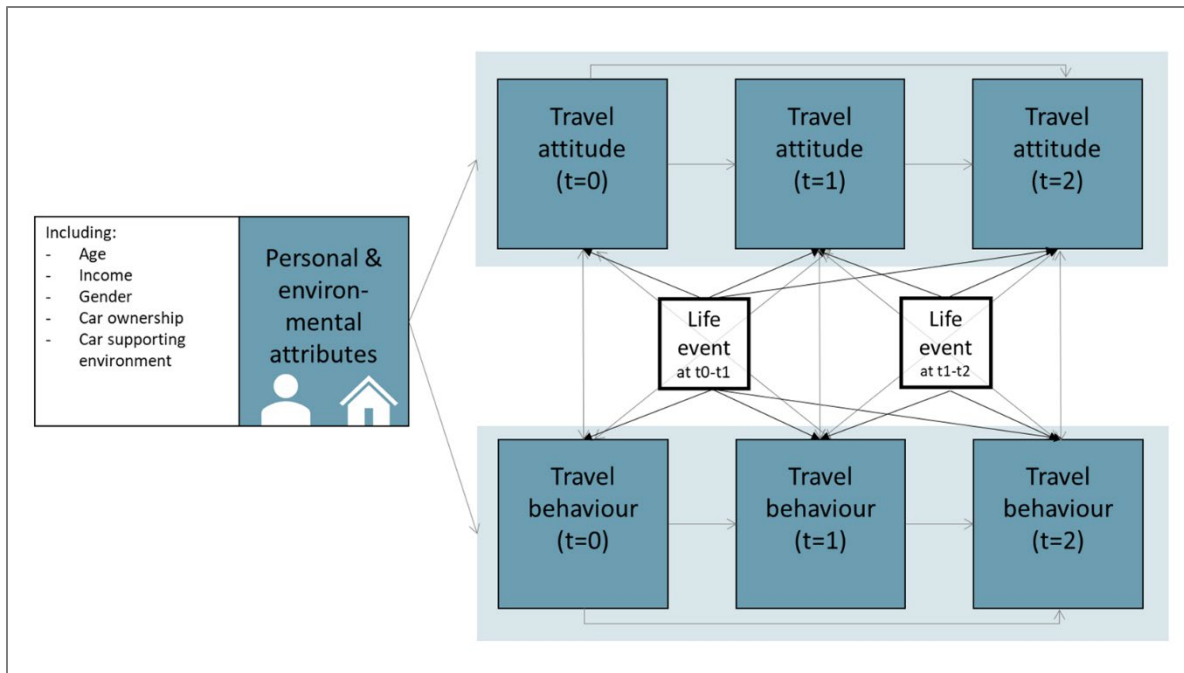 Including:
- Age
- Income
- Gender
- Car ownership
- Car supporting
environment
Personal &
environ-
mental
attributes
Travel
attitude
(t=0)
Travel
attitude
(t=1)
Travel
attitude
(t=2)
Life
event
at t0-t1
Life
event
at t1-t2
Travel
behaviour
(t=0)
Travel
behaviour
(t=1)
Travel
behaviour
(t=2)